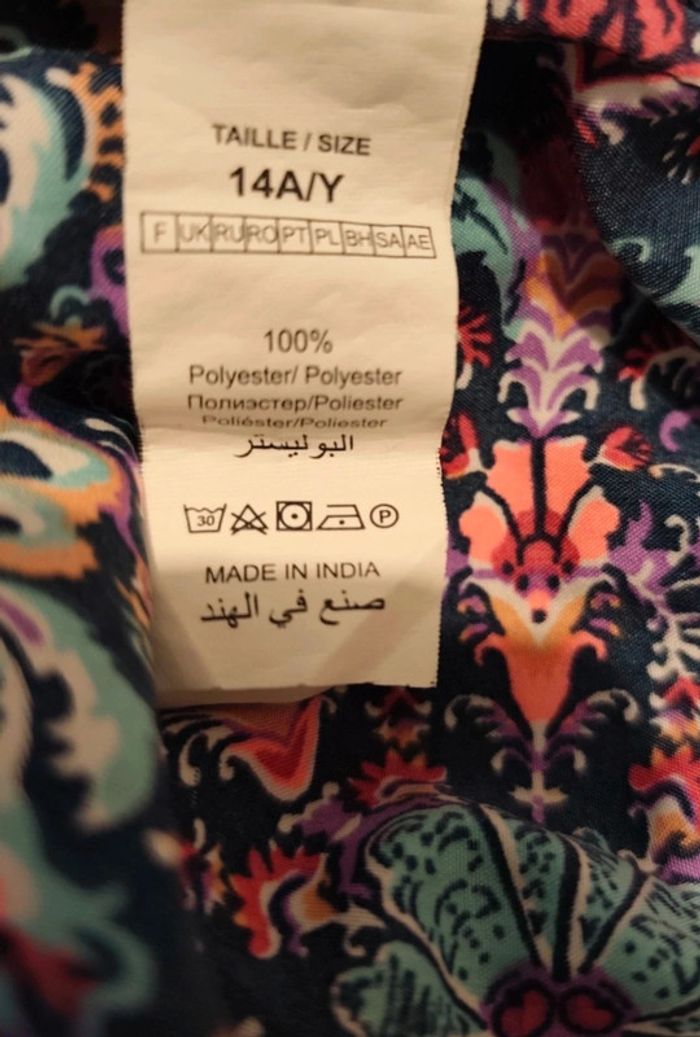 TAILLE / SIZE
14A/Y
F UK RU RO PT PL BH SA AE
100%
Polyester/ Polyester
Полиэстер/Poliester
Poliéster/Poliester
البوليستر
30 P
MADE IN INDIA
صنع في الهند